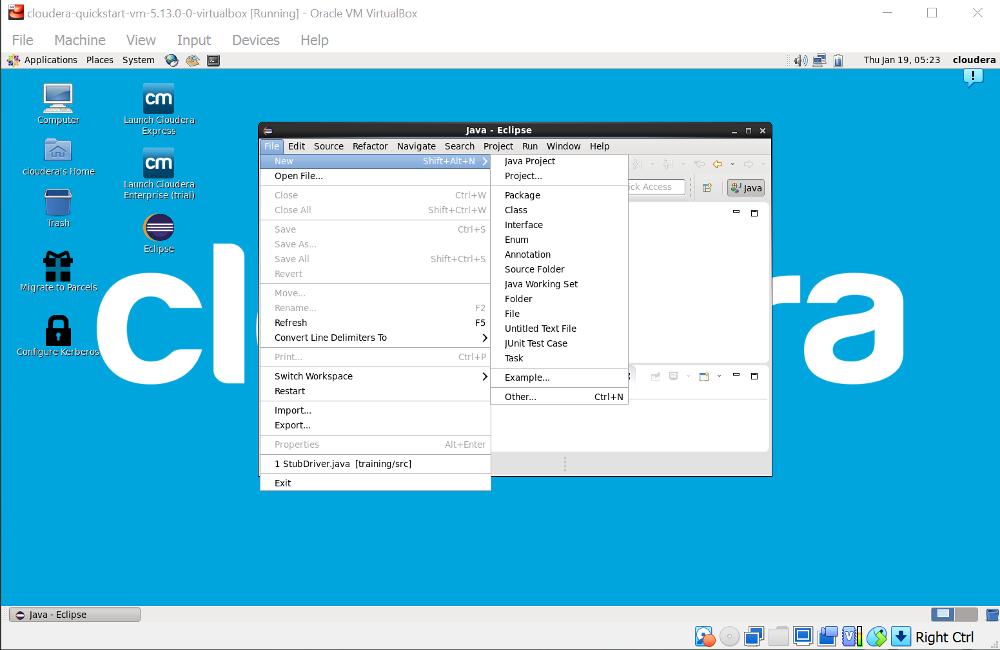 cloudera-quickstart-vm-5.13.0-0-virtualbox [Running] - Oracle VM VirtualBox
File Machine View Input Devices Help
Applications Places System
Thu Jan 19, 05:23 cloudera
Computer
Launch Cloudera
Express
cloudera's Home
Launch Cloudera
Enterprise (trial)
Trash
Eclipse
Migrate to Parcels
Configure Kerberos
cm
cm
Java - Eclipse
File Edit Source Refactor Navigate Search Project Run Window Help
New Shift+Alt+N
Open File...
Close Ctrl+W
Close All Shift+Ctrl+W
Save Ctrl+S
Save As...
Save All Shift+Ctrl+S
Revert
Move...
Rename... F2
Refresh F5
Convert Line Delimiters To
Print... Ctrl+P
Switch Workspace
Restart
Import...
Export...
Properties Alt+Enter
1 StubDriver.java [training/src]
Exit
Java Project
Project...
Package
Class
Interface
Enum
Annotation
Source Folder
Java Working Set
Folder
File
Untitled Text File
JUnit Test Case
Task
Example...
Other... Ctrl+N
Access
Java
Java - Eclipse
Right Ctrl